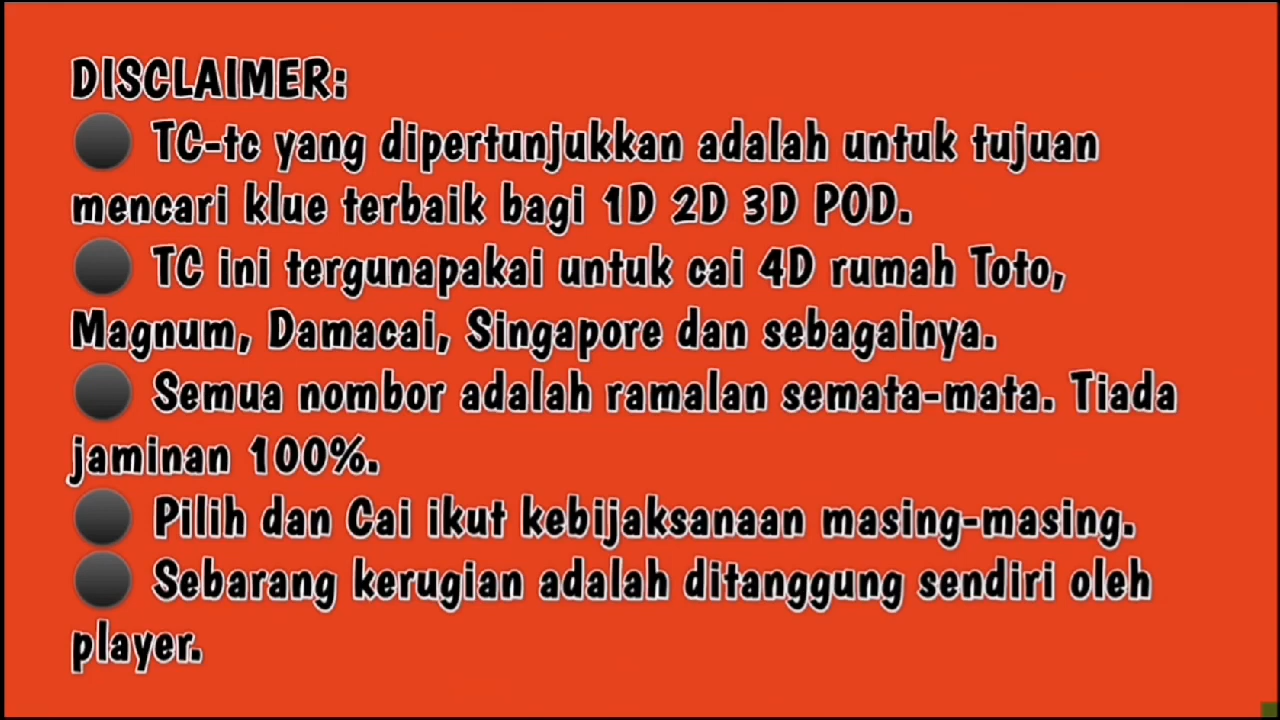 DISCLAIMER:
● TC-tc yang dipertunjukkan adalah untuk tujuan
mencari klue terbaik bagi 1D 2D 3D POD.
● TC ini tergunapakai untuk cai 4D rumah Toto,
Magnum, Damacai, Singapore dan sebagainya.
● Semua nombor adalah ramalan semata-mata. Tiada
jaminan 100%.
● Pilih dan Cai ikut kebijaksanaan masing-masing.
● Sebarang kerugian adalah ditanggung sendiri oleh
player.